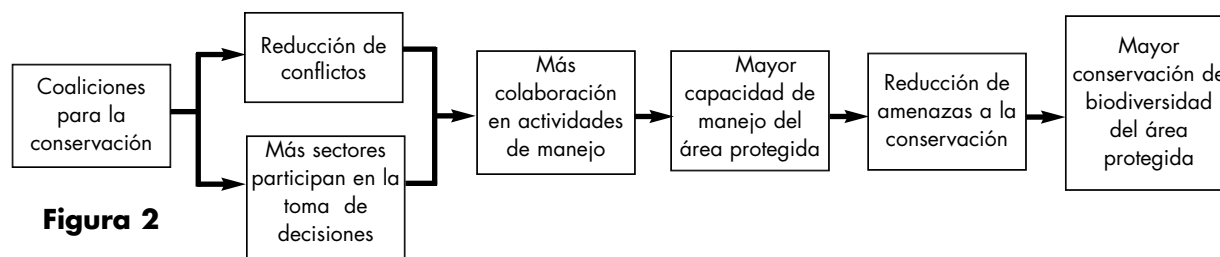 Coaliciones
para la
conservación
Reducción de
conflictos
Más sectores
participan en la
toma de
decisiones
Más
colaboración
en actividades
de manejo
Mayor
capacidad de
manejo del
área protegida
Reducción de
amenazas a la
conservación
Mayor
conservación de
biodiversidad
del área
protegida
Figura 2